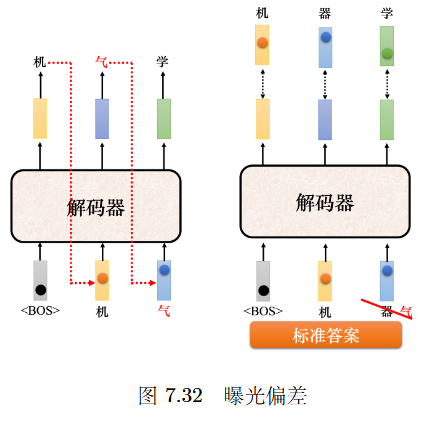 机 器 学
机 气 学
解码器
解码器
<BOS> 机 气
<BOS> 机 器 气
标准答案
图 7.32 曝光偏差